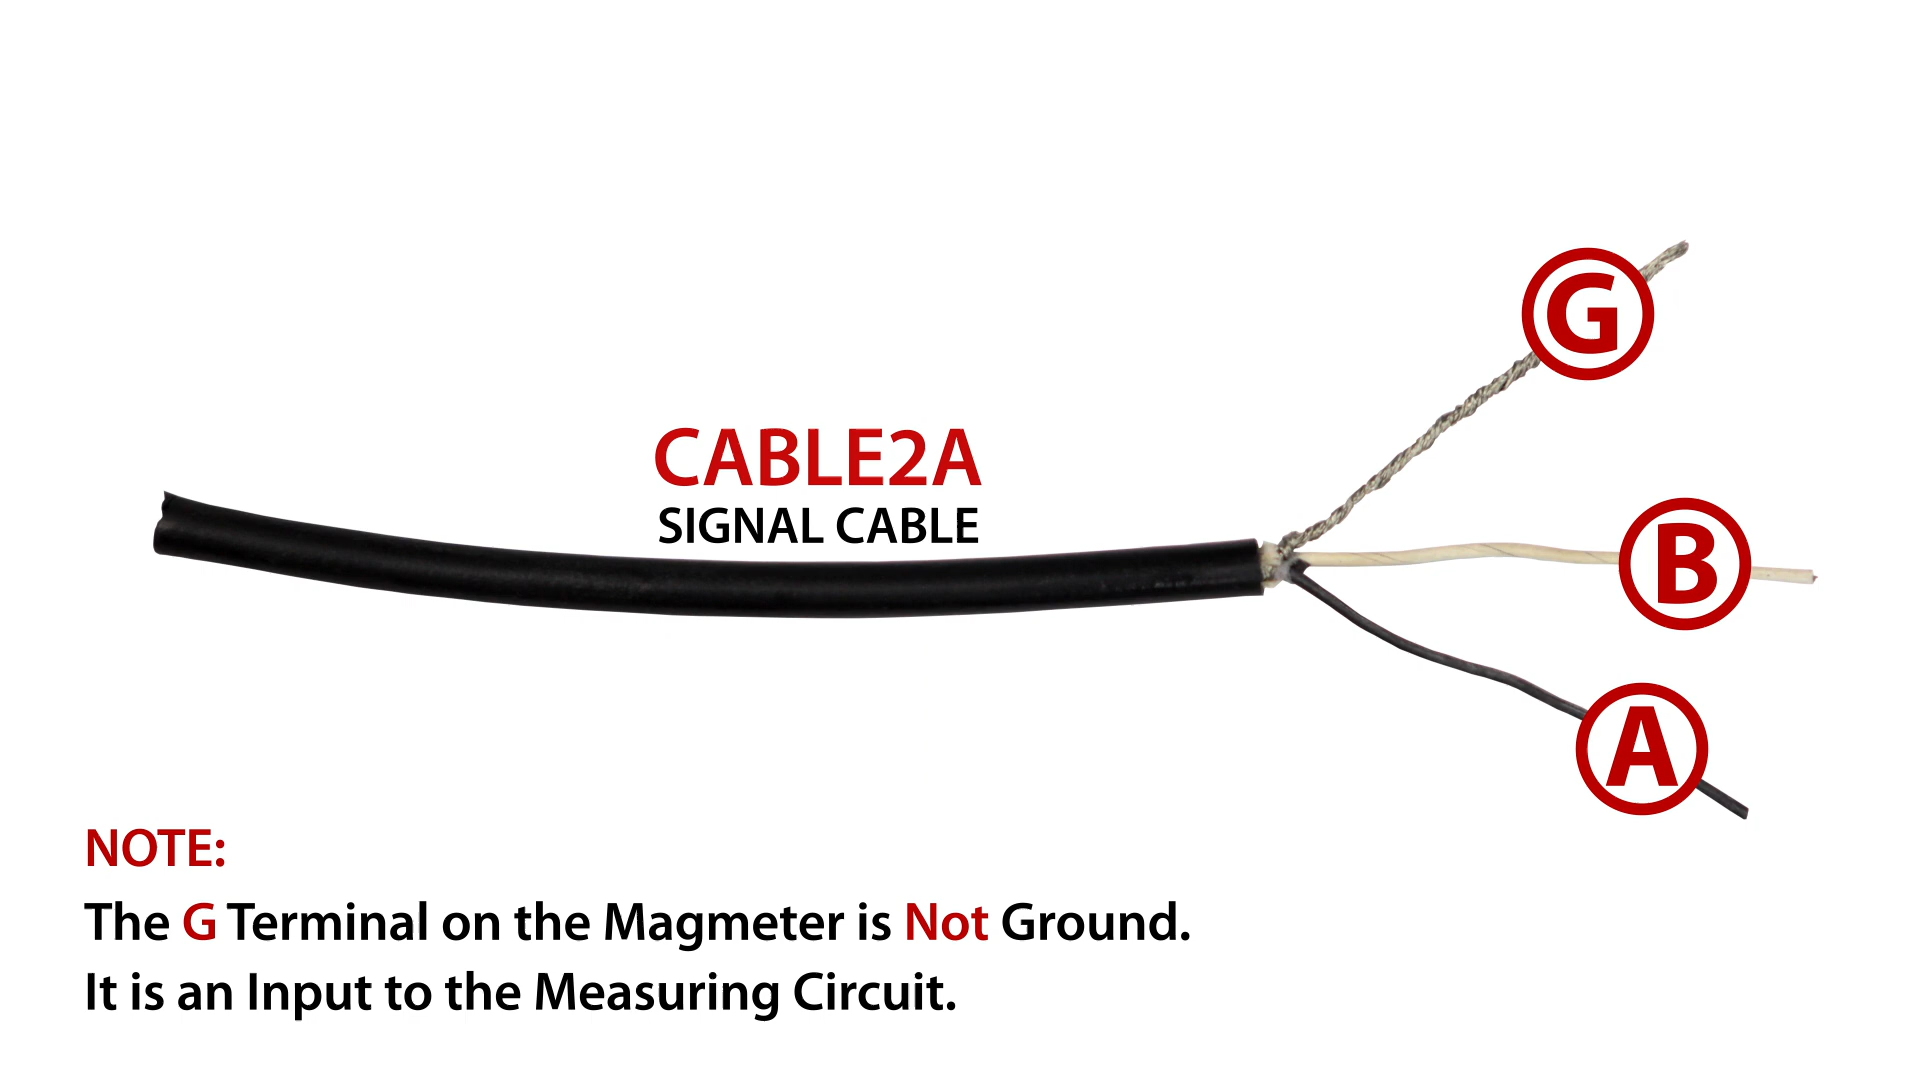 G
CABLE2A
SIGNAL CABLE
B
A
NOTE:
The G Terminal on the Magmeter is Not Ground.
It is an Input to the Measuring Circuit.